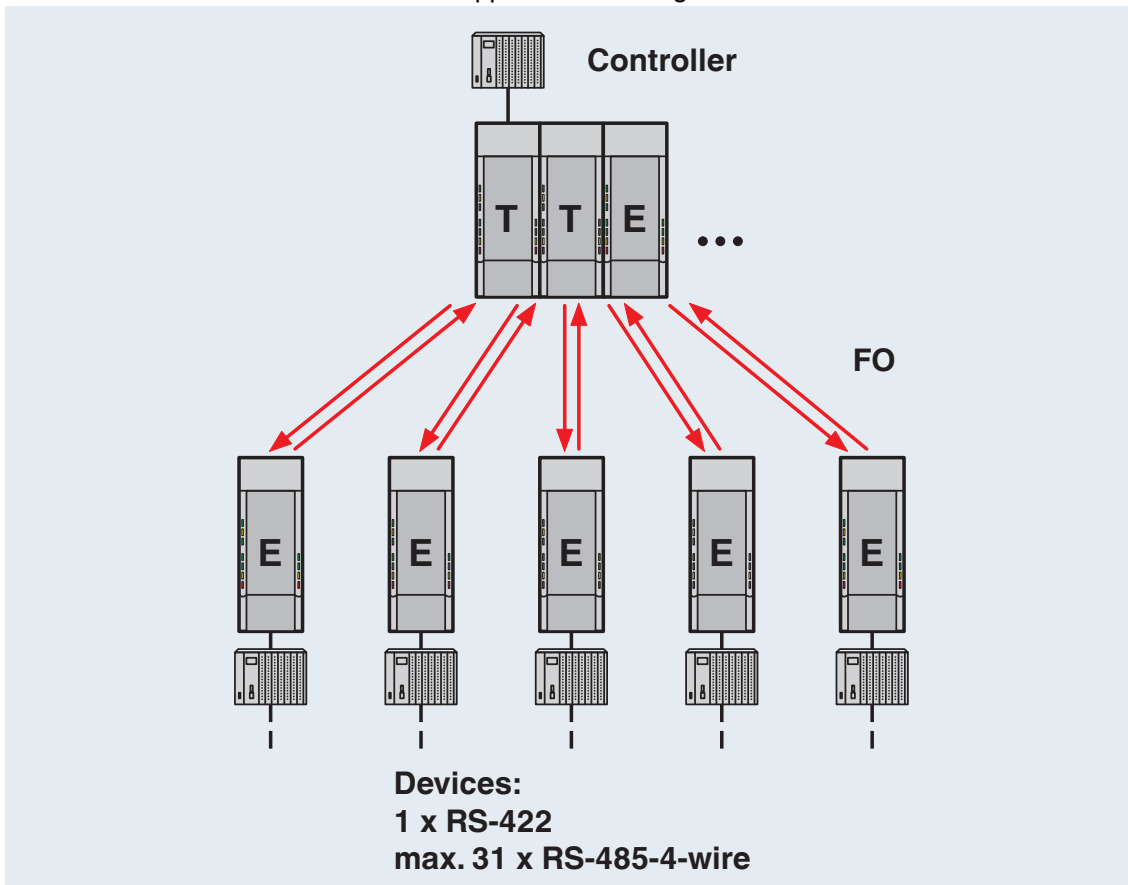 Controller
T T E
FO
E E E E E
Devices:
1 x RS-422
max. 31 x RS-485-4-wire